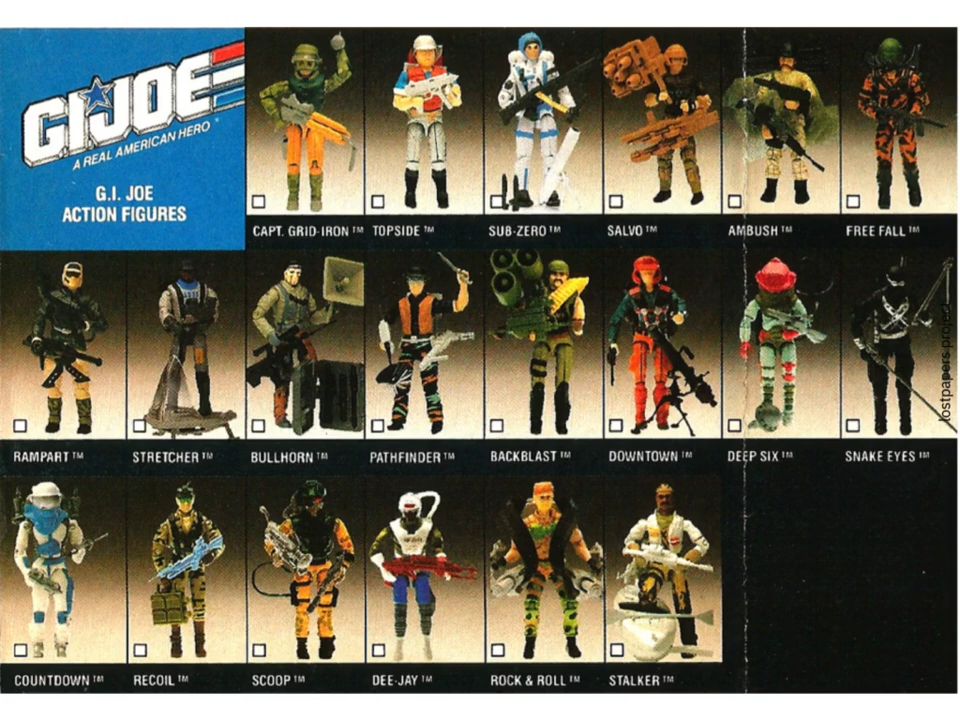 G.I. JOE
A REAL AMERICAN HERO
G.I. JOE
ACTION FIGURES
CAPT. GRID-IRON™ TOPSIDE™ SUB-ZERO™ SALVO™ AMBUSH™ FREE FALL™
RAMPART™ STRETCHER™ BULLHORN™ PATHFINDER™ BACKBLAST™ DOWNTOWN™ DEEP SIX™ SNAKE EYES™
lostpapers.project
COUNTDOWN™ RECOIL™ SCOOP™ DEE-JAY™ ROCK & ROLL™ STALKER™